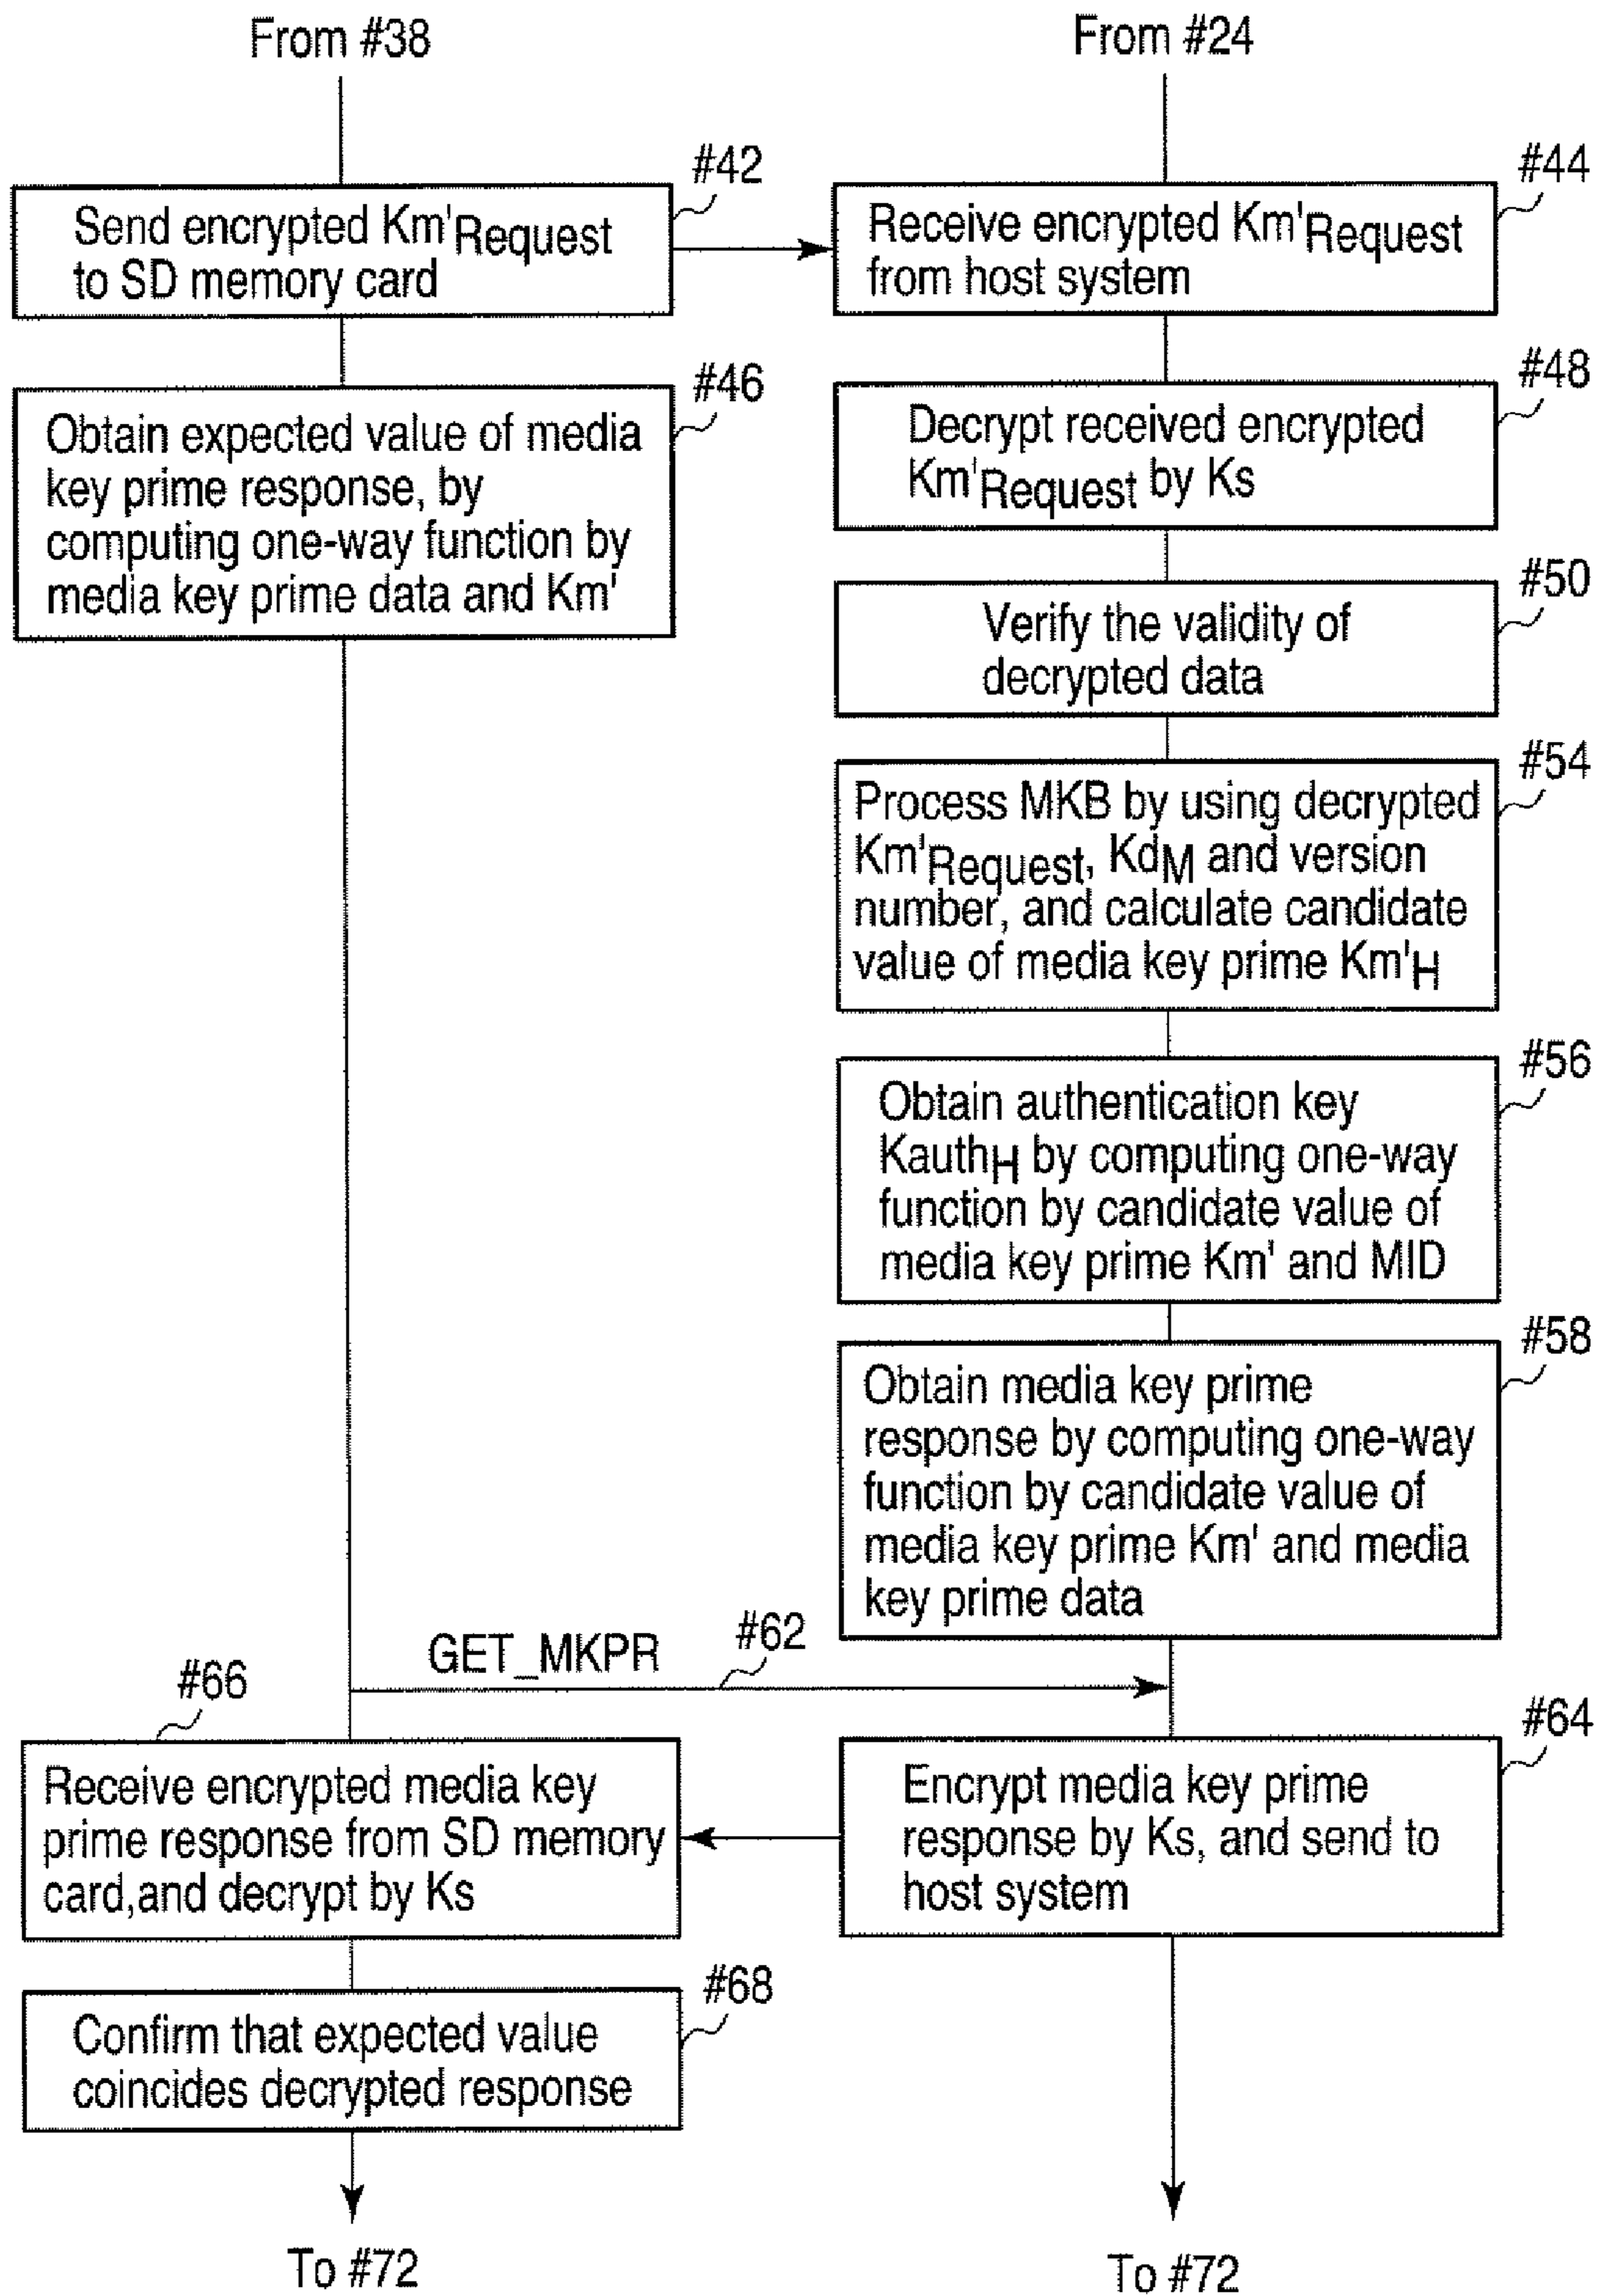 From #38
From #24
#42
#44
Send encrypted Km'Request
to SD memory card
Receive encrypted Km'Request
from host system
#46
#48
Obtain expected value of media
key prime response, by
computing one-way function by
media key prime data and Km'
Decrypt received encrypted
Km'Request by Ks
#50
Verify the validity of
decrypted data
#54
Process MKB by using decrypted
Km'Request, KdM and version
number, and calculate candidate
value of media key prime Km'H
#56
Obtain authentication key
KauthH by computing one-way
function by candidate value of
media key prime Km' and MID
#58
Obtain media key prime
response by computing one-way
function by candidate value of
media key prime Km' and media
key prime data
GET_MKPR
#62
#66
#64
Receive encrypted media key
prime response from SD memory
card,and decrypt by Ks
Encrypt media key prime
response by Ks, and send to
host system
#68
Confirm that expected value
coincides decrypted response
To #72
To #72